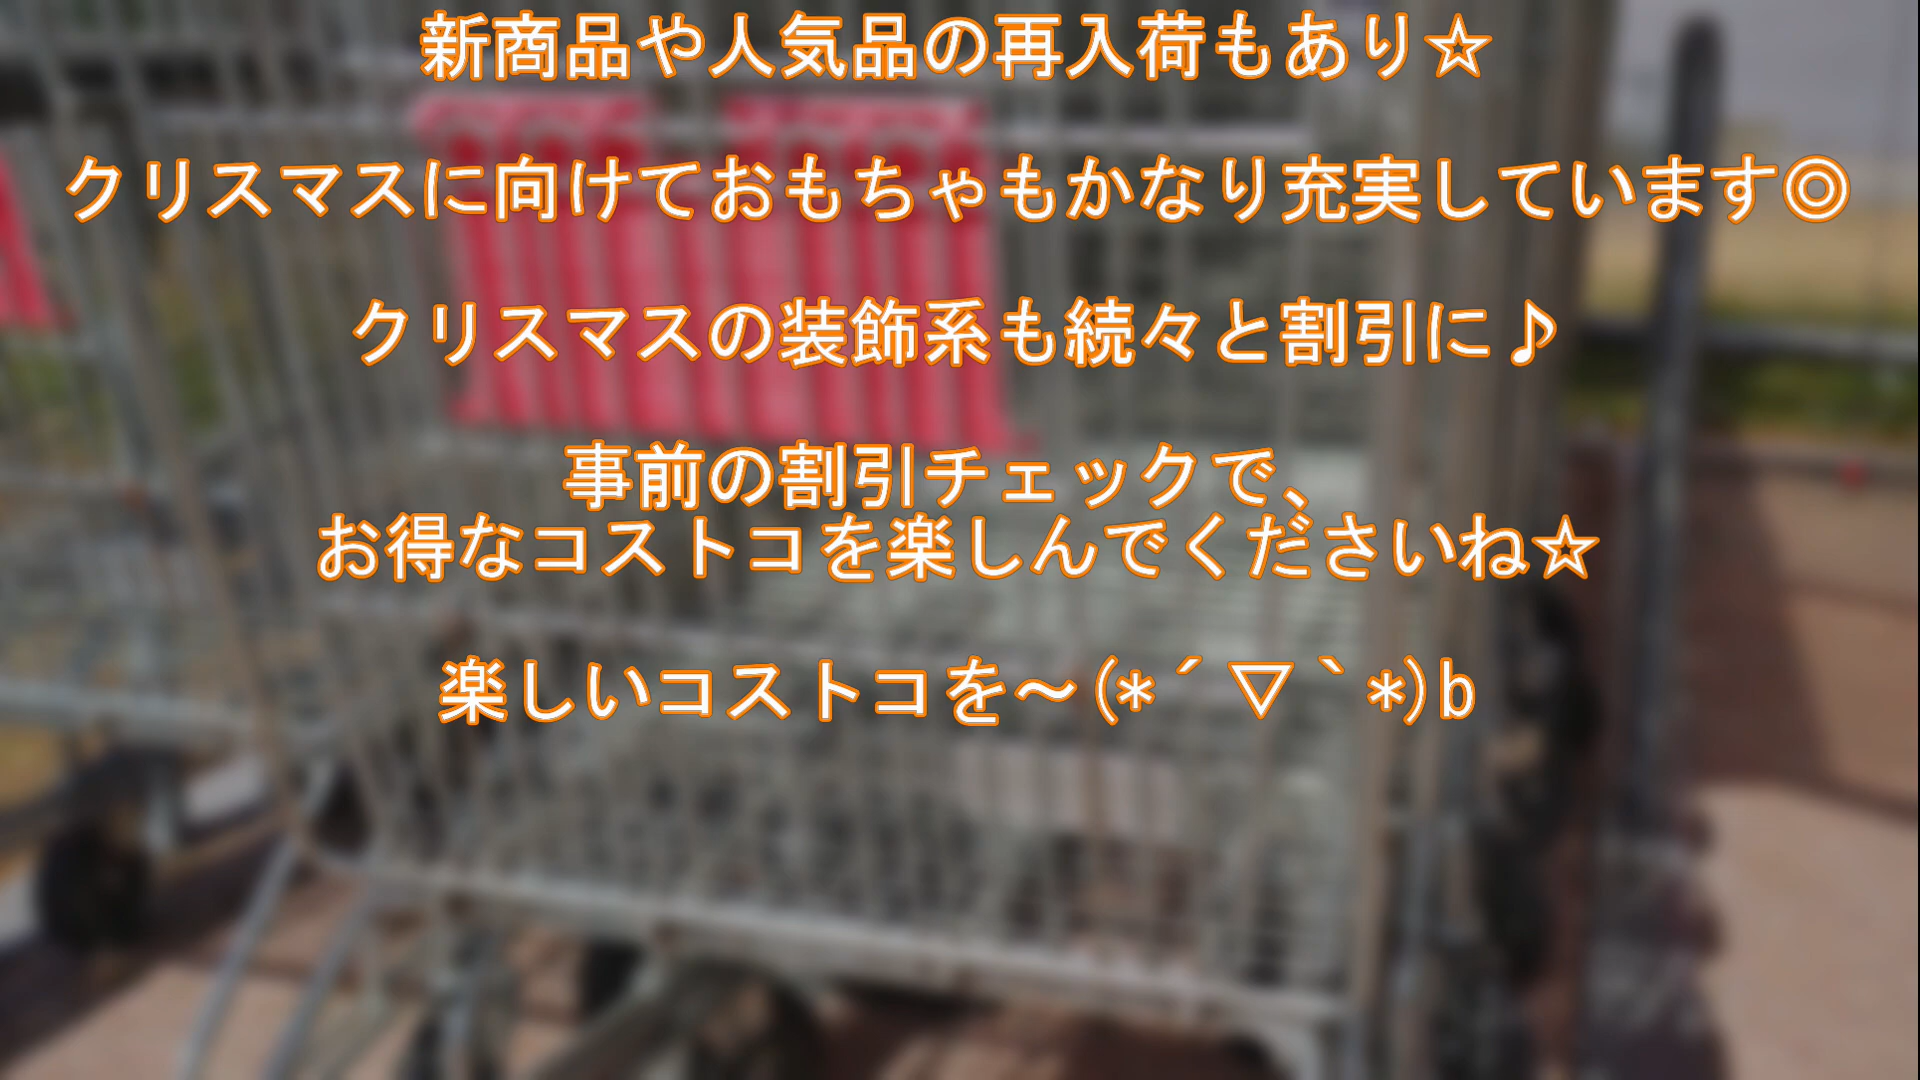 新商品や人気品の再入荷もあり☆
クリスマスに向けておもちゃもかなり充実しています◎
クリスマスの装飾系も続々と割引に♪
事前の割引チェックで、
お得なコストコを楽しんでくださいね☆
楽しいコストコを～(*´▽｀*)b